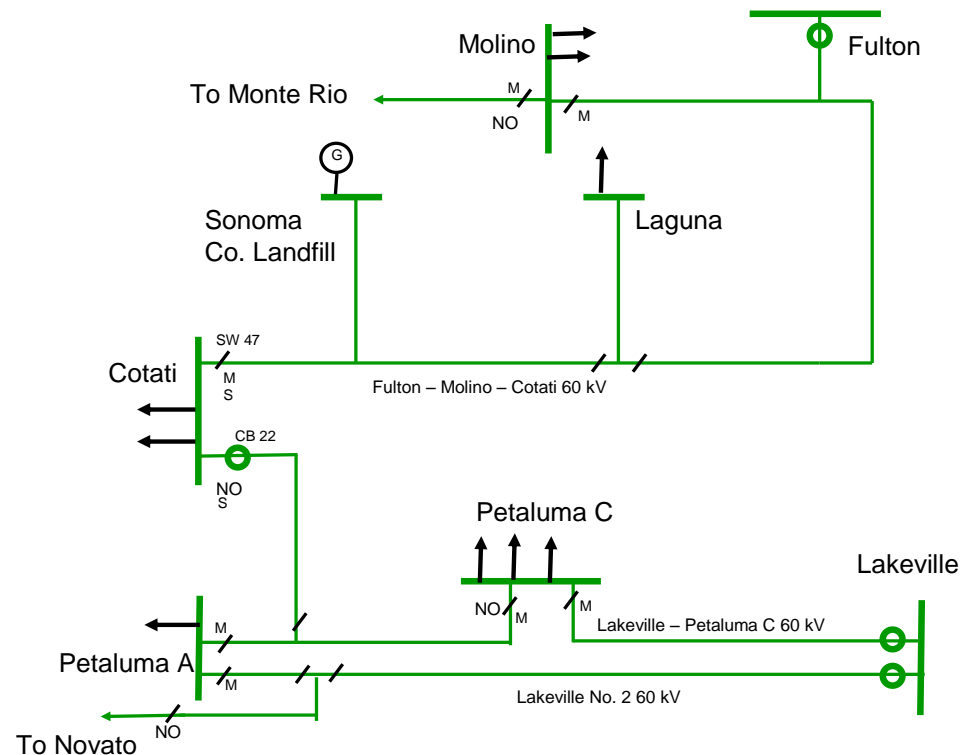 Molino
Fulton
To Monte Rio
M
NO
M
G
Sonoma
Co. Landfill
Laguna
SW 47
M
S
Cotati
Fulton – Molino – Cotati 60 kV
CB 22
NO
S
Petaluma C
Lakeville
NO
M
M
Lakeville – Petaluma C 60 kV
M
Petaluma A
M
Lakeville No. 2 60 kV
NO
To Novato